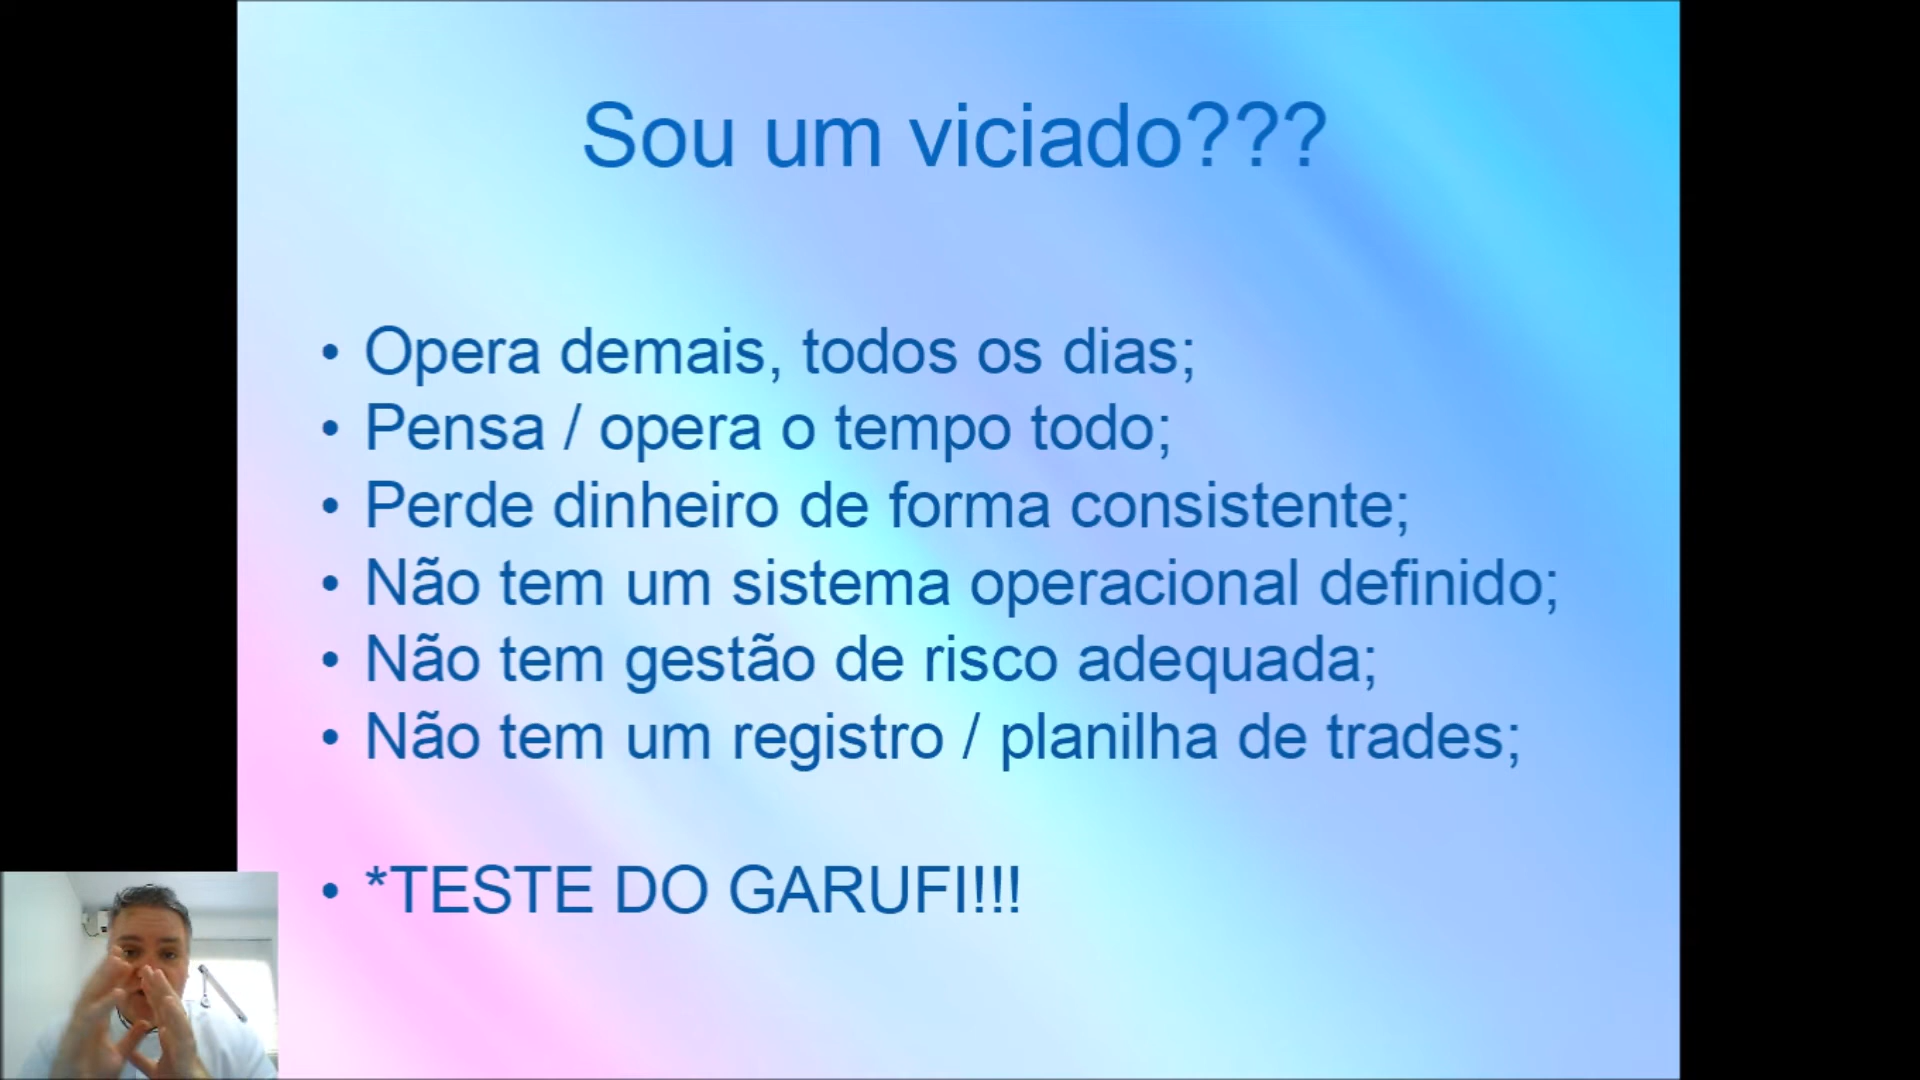 Sou um viciado???
• Opera demais, todos os dias;
• Pensa / opera o tempo todo;
• Perde dinheiro de forma consistente;
• Não tem um sistema operacional definido;
• Não tem gestão de risco adequada;
• Não tem um registro / planilha de trades;
• *TESTE DO GARUFI!!!